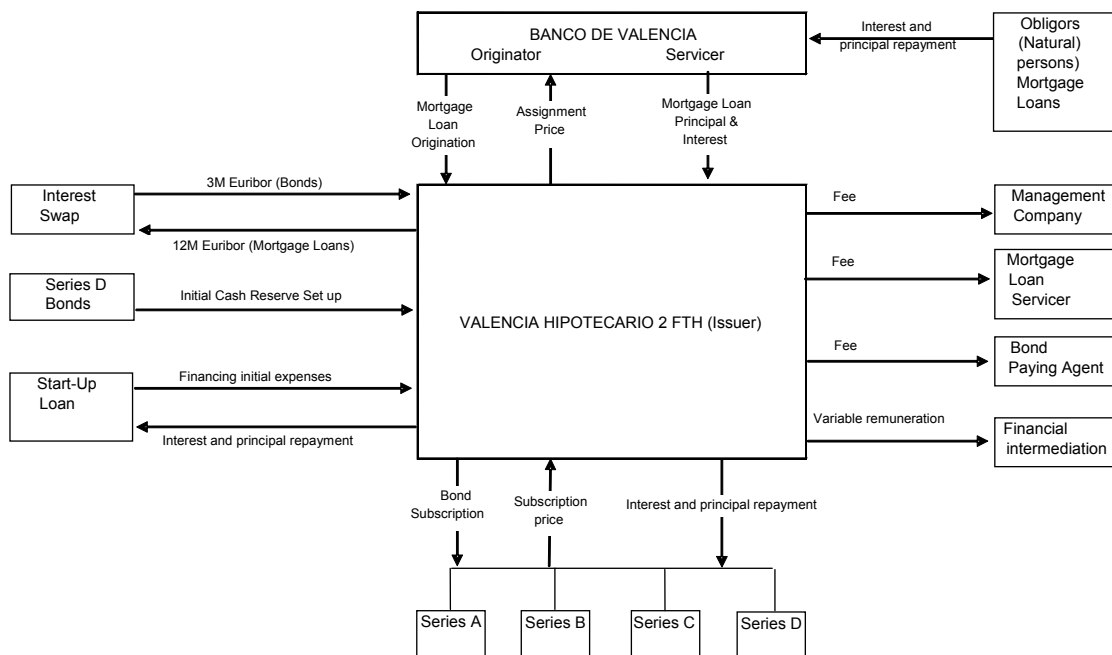 BANCO DE VALENCIA
Originator Servicer
Interest and
principal repayment
Obligors
(Natural)
persons)
Mortgage
Loans
Mortgage
Loan
Origination
Assignment
Price
Mortgage Loan
Principal &
Interest
Interest
Swap
3M Euribor (Bonds)
12M Euribor (Mortgage Loans)
Series D
Bonds
Initial Cash Reserve Set up
Start-Up
Loan
Financing initial expenses
Interest and principal repayment
VALENCIA HIPOTECARIO 2 FTH (Issuer)
Fee
Management
Company
Fee
Mortgage
Loan
Servicer
Fee
Bond
Paying Agent
Variable remuneration
Financial
intermediation
Bond
Subscription
Subscription
price
Interest and principal repayment
Series A
Series B
Series C
Series D